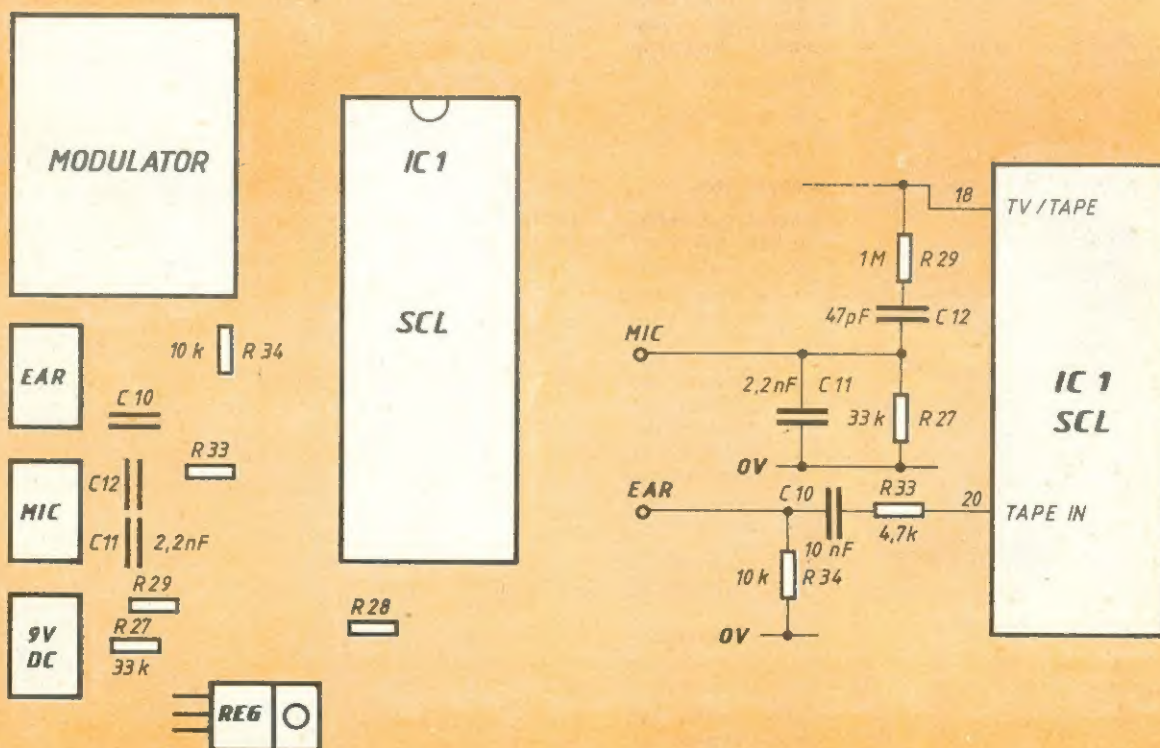 MODULATOR
EAR
10 k R 34
C 10
R 33
MIC
C12
C11 2,2nF
R29
R 27
33 k
9V
DC
REG
IC 1
SCL
R 28
18
TV / TAPE
1M R 29
47pF C 12
MIC
2,2nF C 11
33 k R 27
0V
EAR
C 10
R33
20
TAPE IN
10 nF
4,7k
10 k R 34
0V
IC 1
SCL